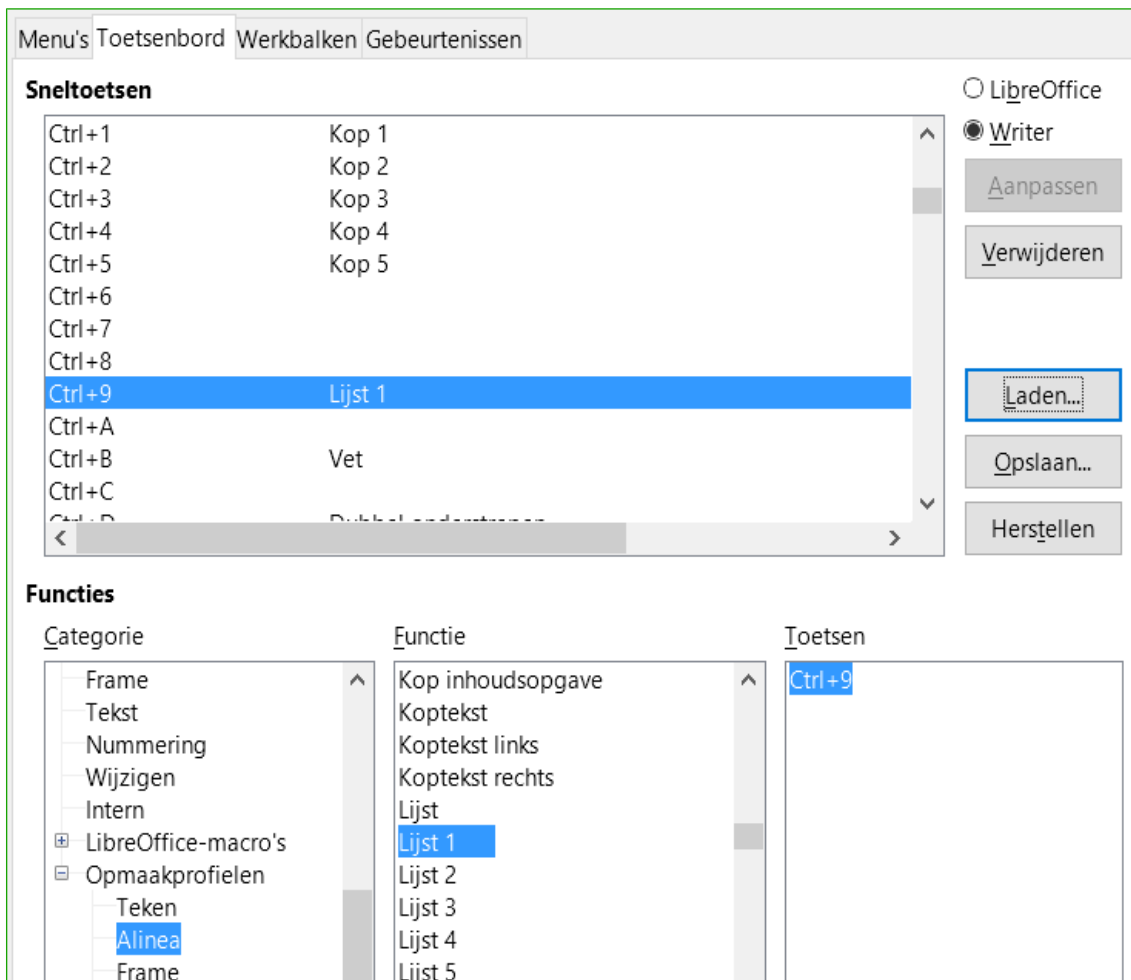 Menu's Toetsenbord Werkbalken Gebeurtenissen
Sneltoetsen
Ctrl+1 Kop 1
Ctrl+2 Kop 2
Ctrl+3 Kop 3
Ctrl+4 Kop 4
Ctrl+5 Kop 5
Ctrl+6
Ctrl+7
Ctrl+8
Ctrl+9 Lijst 1
Ctrl+A
Ctrl+B Vet
Ctrl+C
Ctrl+D Dubbel onderstrepen
LibreOffice
Writer
Aanpassen
Verwijderen
Laden...
Opslaan...
Herstellen
Functies
Categorie
Frame
Tekst
Nummering
Wijzigen
Intern
LibreOffice-macro's
Opmaakprofielen
Teken
Alinea
Frame
Functie
Kop inhoudsopgave
Koptekst
Koptekst links
Koptekst rechts
Lijst
Lijst 1
Lijst 2
Lijst 3
Lijst 4
Lijst 5
Toetsen
Ctrl+9